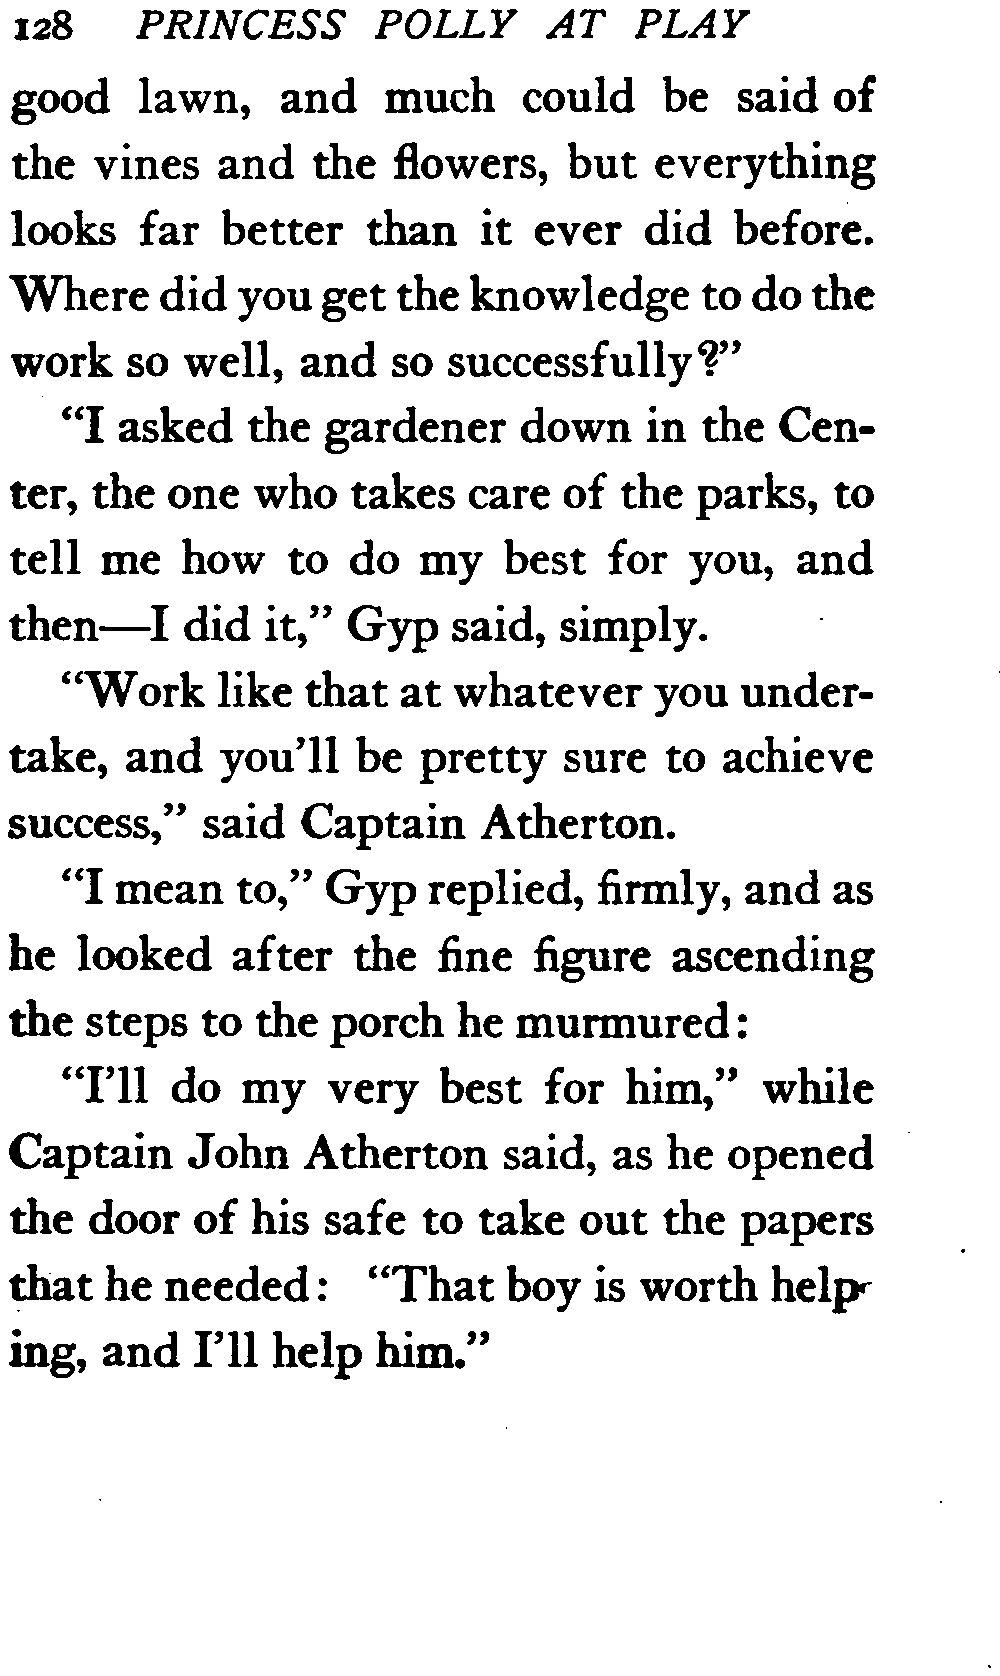 128 PRINCESS POLLY AT PLAY
good lawn, and much could be said of
the vines and the flowers, but everything
looks far better than it ever did before.
Where did you get the knowledge to do the
work so well, and so successfully?”
“I asked the gardener down in the Cen-
ter, the one who takes care of the parks, to
tell me how to do my best for you, and
then—I did it,” Gyp said, simply.
“Work like that at whatever you under-
take, and you'll be pretty sure to achieve
success,” said Captain Atherton.
“I mean to,” Gyp replied, firmly, and as
he looked after the fine figure ascending
the steps to the porch he murmured:
“I'll do my very best for him,” while
Captain John Atherton said, as he opened
the door of his safe to take out the papers
that he needed: “That boy is worth help-
ing, and I'll help him.”